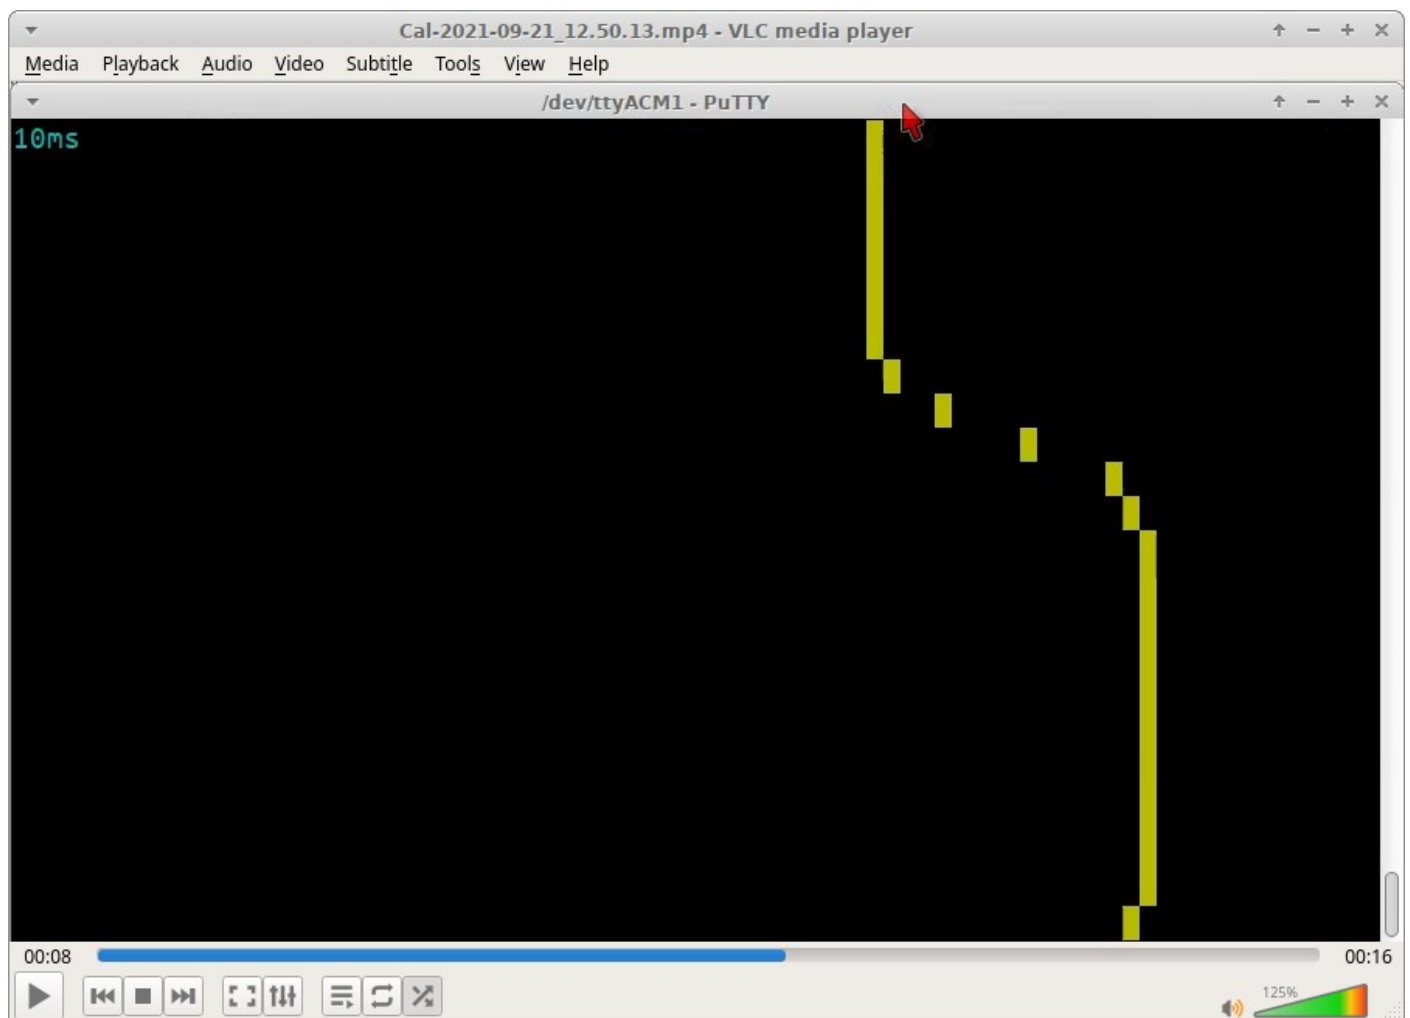 Cal-2021-09-21_12.50.13.mp4 - VLC media player
Media Playback Audio Video Subtitle Tools View Help
/dev/ttyACM1 - PuTTY
10ms
00:08 00:16
125%